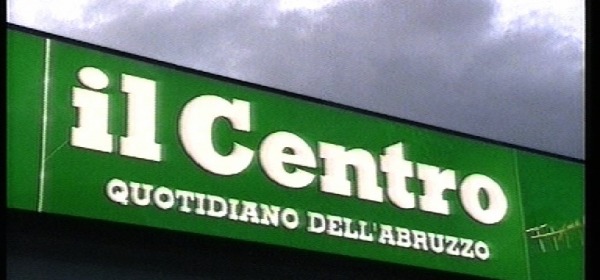 il Centro
QUOTIDIANO DELL'ABRUZZO